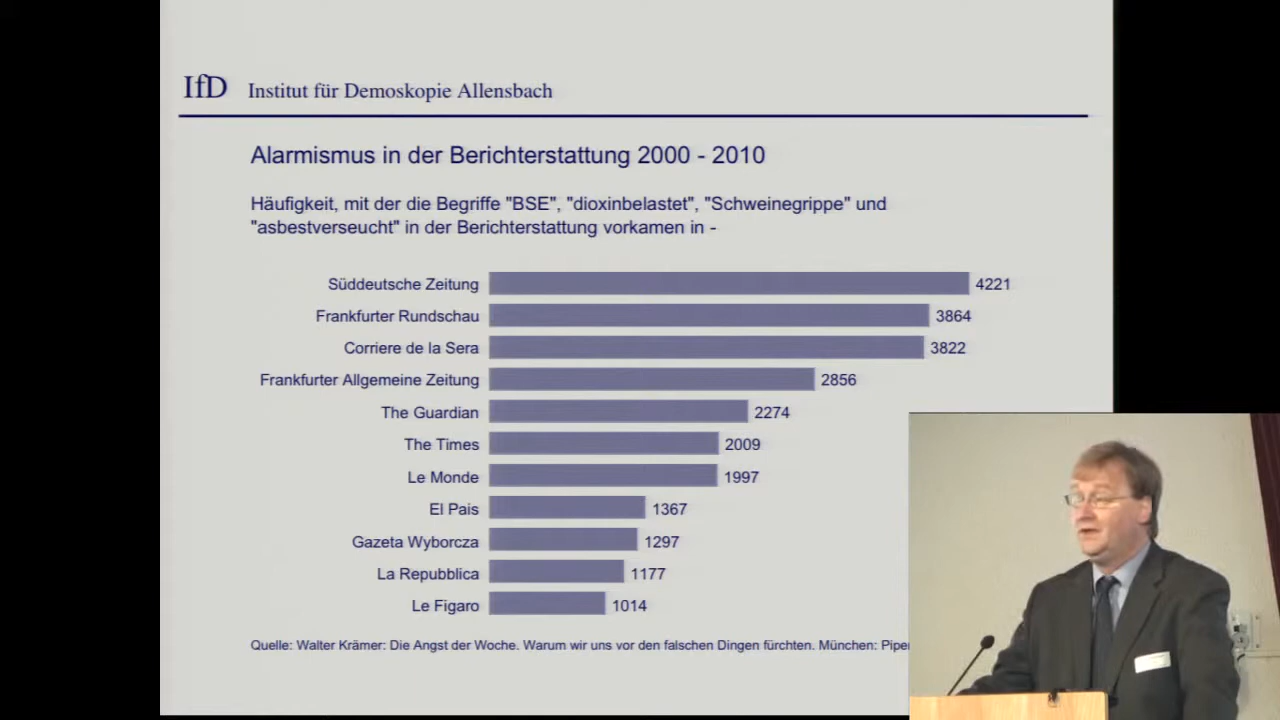 IfD Institut für Demoskopie Allensbach
Alarmismus in der Berichterstattung 2000 - 2010
Häufigkeit, mit der die Begriffe "BSE", "dioxinbelastet", "Schweinegrippe" und
"asbestverseucht" in der Berichterstattung vorkamen in -
Süddeutsche Zeitung 4221
Frankfurter Rundschau 3864
Corriere de la Sera 3822
Frankfurter Allgemeine Zeitung 2856
The Guardian 2274
The Times 2009
Le Monde 1997
El Pais 1367
Gazeta Wyborcza 1297
La Repubblica 1177
Le Figaro 1014
Quelle: Walter Krämer: Die Angst der Woche. Warum wir uns vor den falschen Dingen fürchten. München: Piper